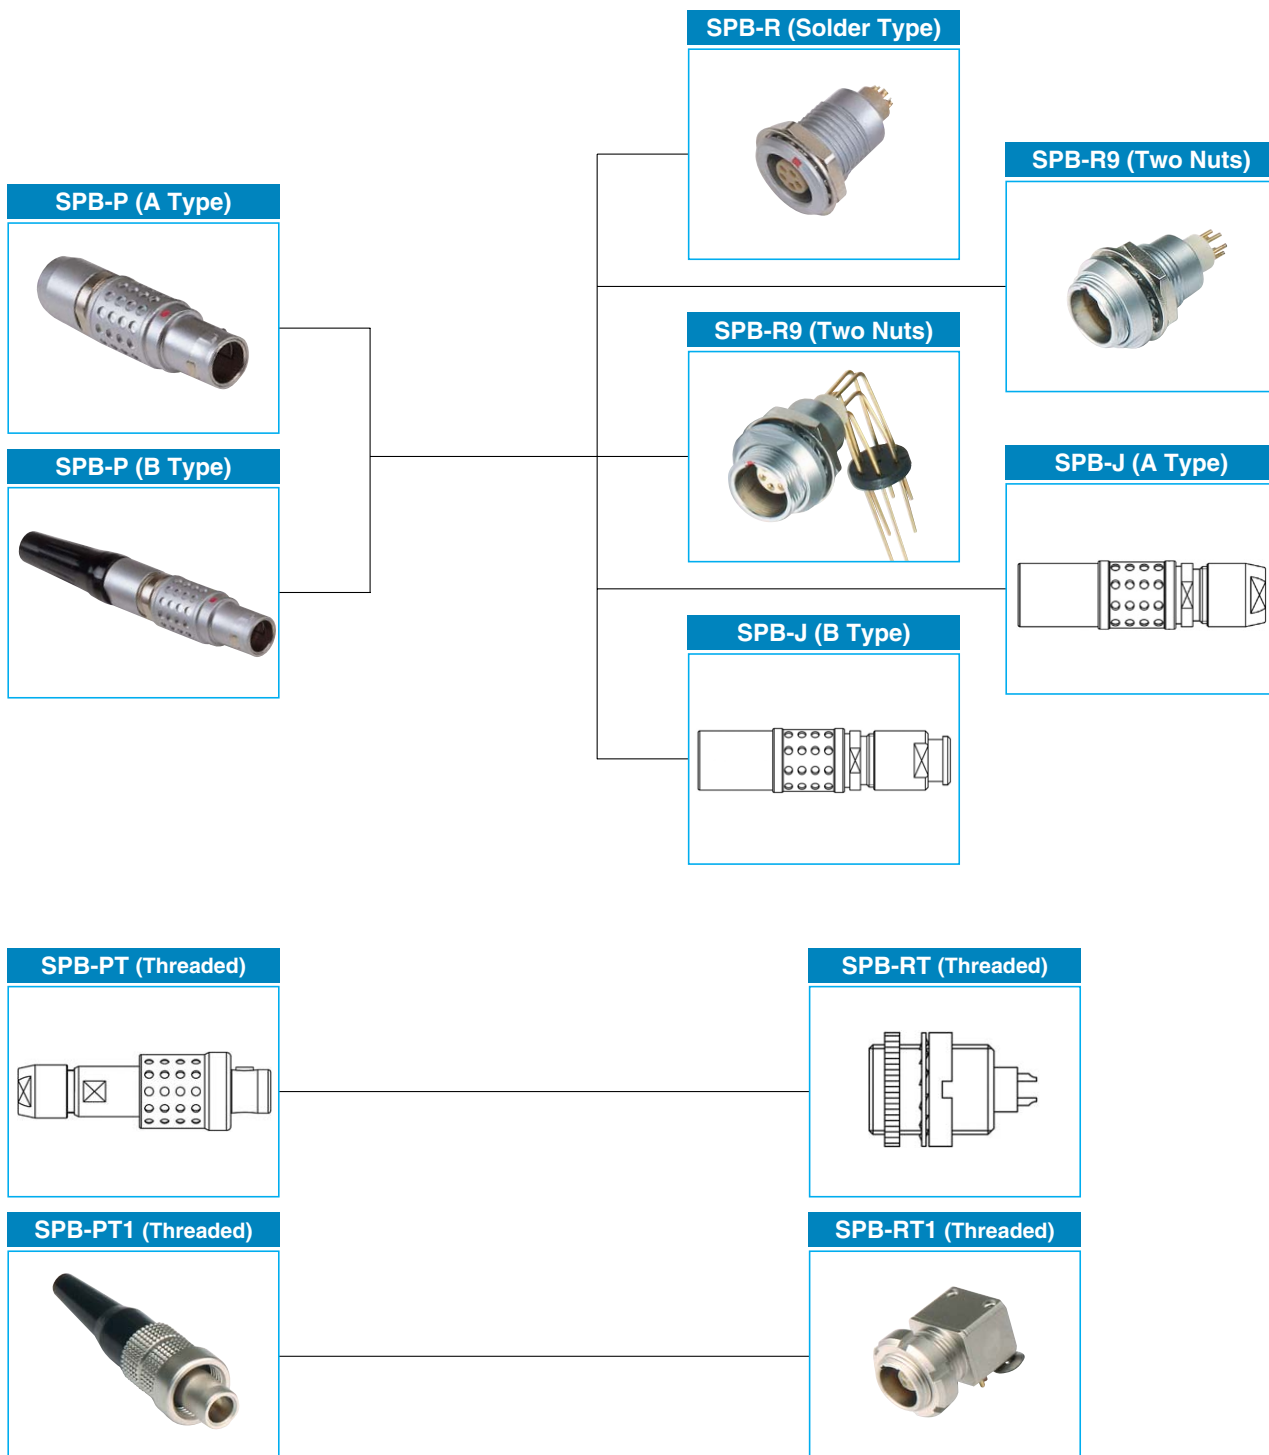 SPB-R (Solder Type)
SPB-R9 (Two Nuts)
SPB-P (A Type)
SPB-R9 (Two Nuts)
SPB-P (B Type)
SPB-J (A Type)
SPB-J (B Type)
SPB-PT (Threaded)
SPB-RT (Threaded)
SPB-PT1 (Threaded)
SPB-RT1 (Threaded)